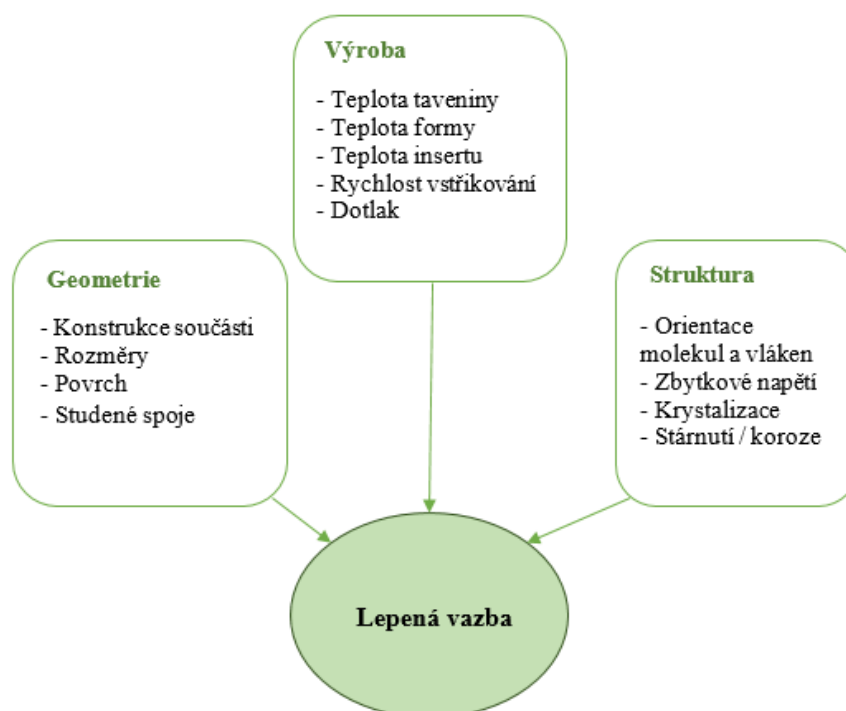 Výroba
- Teplota taveniny
- Teplota formy
- Teplota insertu
- Rychlost vstřikování
- Dotlak
Geometrie
- Konstrukce součásti
- Rozměry
- Povrch
- Studené spoje
Struktura
- Orientace
molekul a vláken
- Zbytkové napětí
- Krystalizace
- Stárnutí / koroze
Lepená vazba